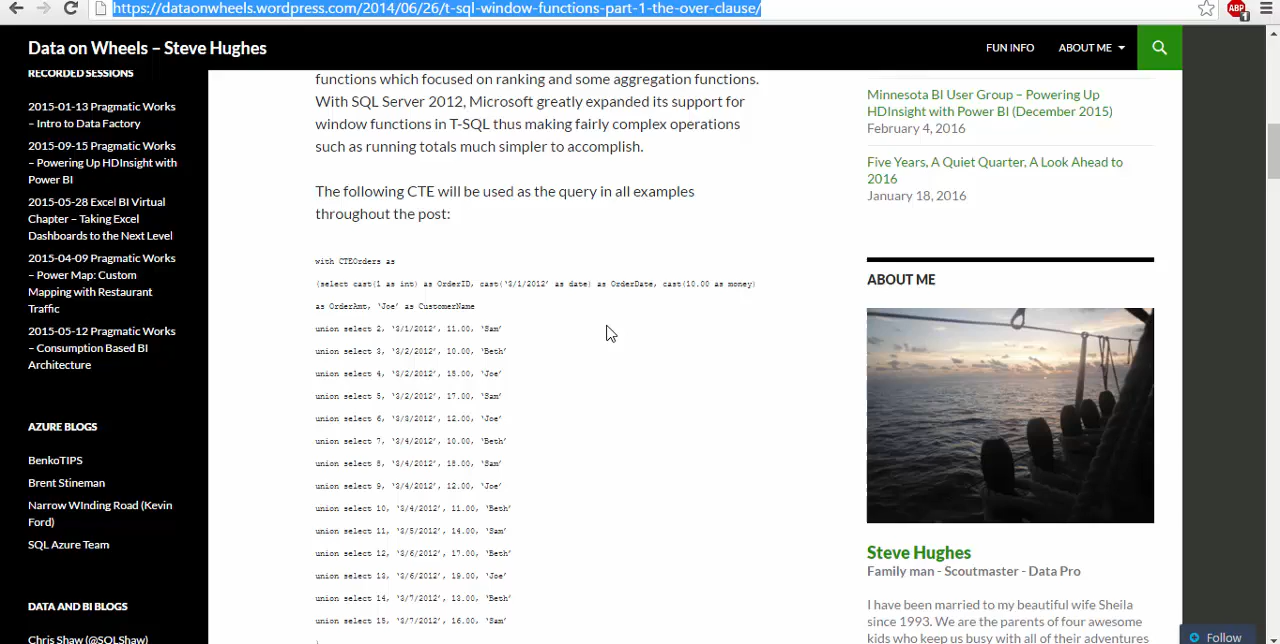 https://dataonwheels.wordpress.com/2014/06/26/t-sql-window-functions-part-1-the-over-clause/
ABP
1
Data on Wheels – Steve Hughes
FUN INFO
ABOUT ME
RECORDED SESSIONS
2015-01-13 Pragmatic Works
– Intro to Data Factory
2015-09-15 Pragmatic Works
– Powering Up HDInsight with
Power BI
2015-05-28 Excel BI Virtual
Chapter – Taking Excel
Dashboards to the Next Level
2015-04-09 Pragmatic Works
– Power Map: Custom
Mapping with Restaurant
Traffic
2015-05-12 Pragmatic Works
– Consumption Based BI
Architecture
AZURE BLOGS
BenkoTIPS
Brent Stineman
Narrow WInding Road (Kevin
Ford)
SQL Azure Team
DATA AND BI BLOGS
Chris Shaw (@SQLShaw)
functions which focused on ranking and some aggregation functions.
With SQL Server 2012, Microsoft greatly expanded its support for
window functions in T-SQL thus making fairly complex operations
such as running totals much simpler to accomplish.
The following CTE will be used as the query in all examples
throughout the post:
with CTEOrders as
(select cast(1 as int) as OrderID, cast('3/1/2012' as date) as OrderDate, cast(10.00 as money)
as OrderAmt, 'Joe' as CustomerName
union select 2, '3/1/2012', 11.00, 'Sam'
union select 3, '3/2/2012', 10.00, 'Beth'
union select 4, '3/2/2012', 15.00, 'Joe'
union select 5, '3/2/2012', 17.00, 'Sam'
union select 6, '3/3/2012', 12.00, 'Joe'
union select 7, '3/4/2012', 10.00, 'Beth'
union select 8, '3/4/2012', 18.00, 'Sam'
union select 9, '3/4/2012', 12.00, 'Joe'
union select 10, '3/4/2012', 11.00, 'Beth'
union select 11, '3/5/2012', 14.00, 'Sam'
union select 12, '3/6/2012', 17.00, 'Beth'
union select 13, '3/6/2012', 19.00, 'Joe'
union select 14, '3/7/2012', 13.00, 'Beth'
union select 15, '3/7/2012', 16.00, 'Sam'
Minnesota BI User Group – Powering Up
HDInsight with Power BI (December 2015)
February 4, 2016
Five Years, A Quiet Quarter, A Look Ahead to
2016
January 18, 2016
ABOUT ME
Steve Hughes
Family man - Scoutmaster - Data Pro
I have been married to my beautiful wife Sheila
since 1993. We are the parents of four awesome
kids who keep us busy with all of their adventures
Follow